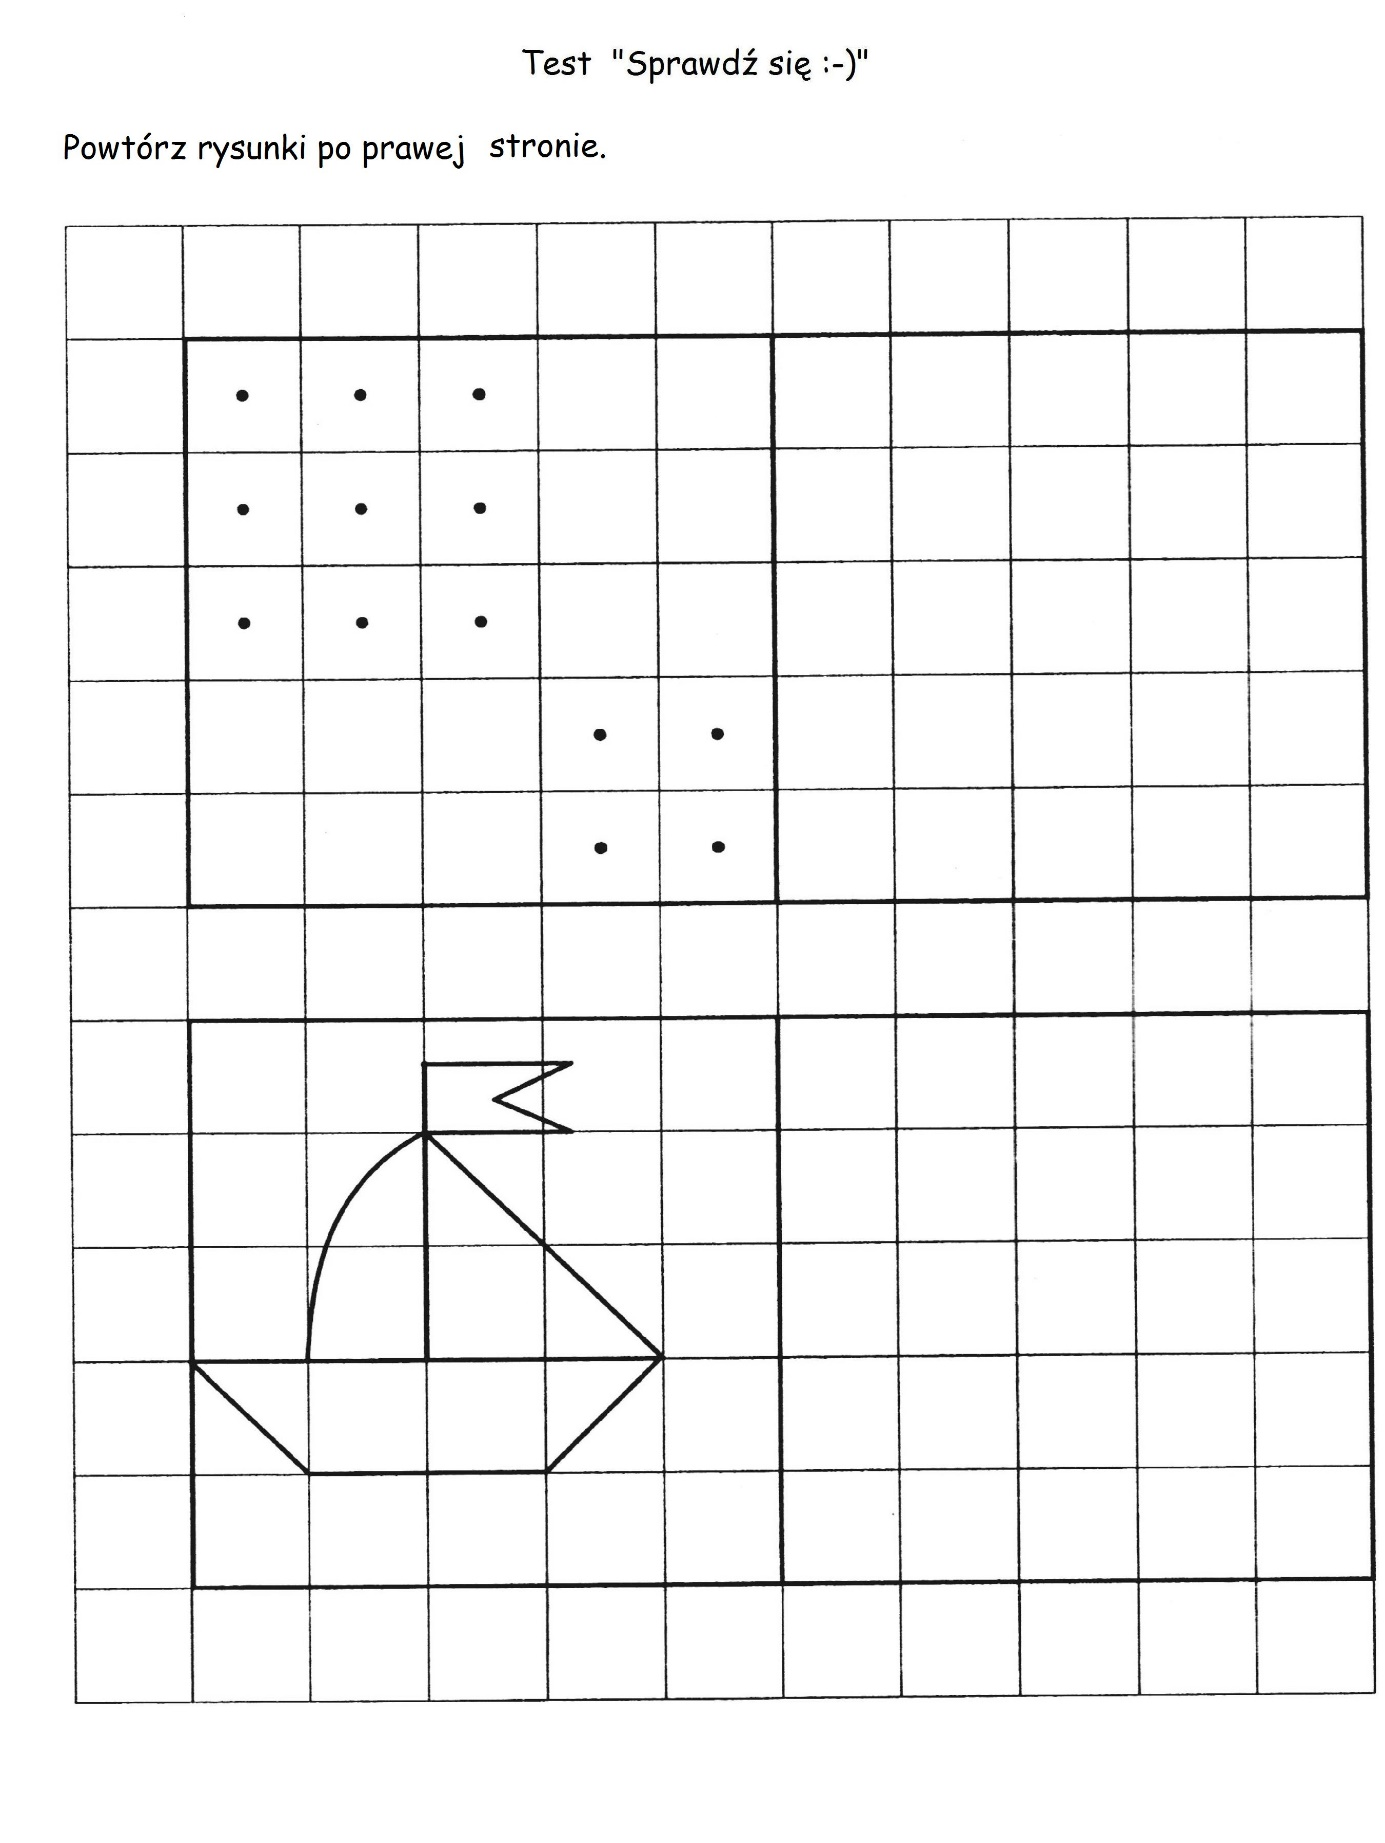 Test "Sprawdź się :-)"
Powtórz rysunki po prawej stronie.